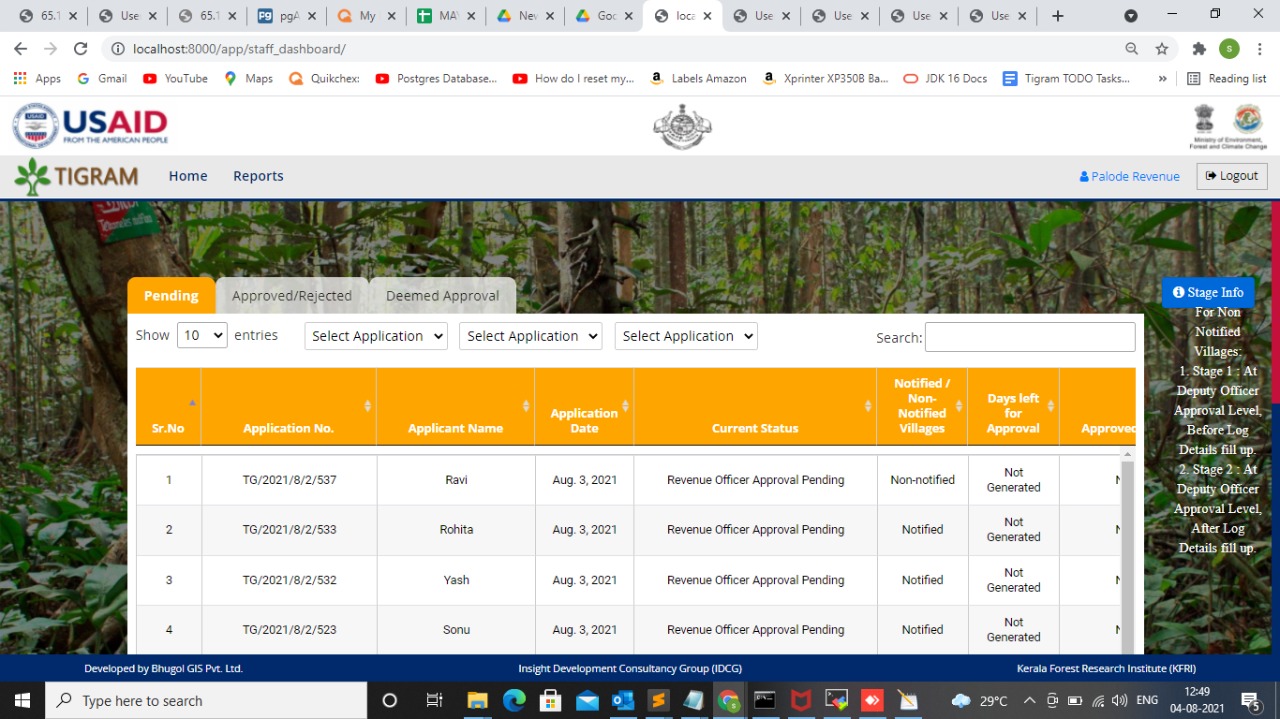 65.1
Use
65.1
pgA
My
MA
New
Goo
loca
Use
Use
Use
Use
localhost:8000/app/staff_dashboard/
S
Apps
Gmail
YouTube
Maps
Quikchex:
Postgres Database...
How do I reset my...
Labels Amazon
Xprinter XP350B Ba...
JDK 16 Docs
Tigram TODO Tasks...
»
Reading list
USAID
FROM THE AMERICAN PEOPLE
Ministry of Environment,
Forest and Climate Change
TIGRAM
Home
Reports
Palode Revenue
Logout
Pending
Approved/Rejected
Deemed Approval
Stage Info
For Non
Notified
Villages:
1. Stage 1 : At
Deputy Officer
Approval Level,
Before Log
Details fill up.
2. Stage 2 : At
Deputy Officer
Approval Level,
After Log
Details fill up.
Show 10 entries
Select Application
Select Application
Select Application
Search:
Sr.No
Application No.
Applicant Name
Application
Date
Current Status
Notified /
Non-
Notified
Villages
Days left
for
Approval
Approved
1 TG/2021/8/2/537 Ravi Aug. 3, 2021 Revenue Officer Approval Pending Non-notified Not Generated
2 TG/2021/8/2/533 Rohita Aug. 3, 2021 Revenue Officer Approval Pending Notified Not Generated
3 TG/2021/8/2/532 Yash Aug. 3, 2021 Revenue Officer Approval Pending Notified Not Generated
4 TG/2021/8/2/523 Sonu Aug. 3, 2021 Revenue Officer Approval Pending Notified Not Generated
Developed by Bhugol GIS Pvt. Ltd.
Insight Development Consultancy Group (IDCG)
Kerala Forest Research Institute (KFRI)
Type here to search
29°C
ENG
12:49
04-08-2021
5